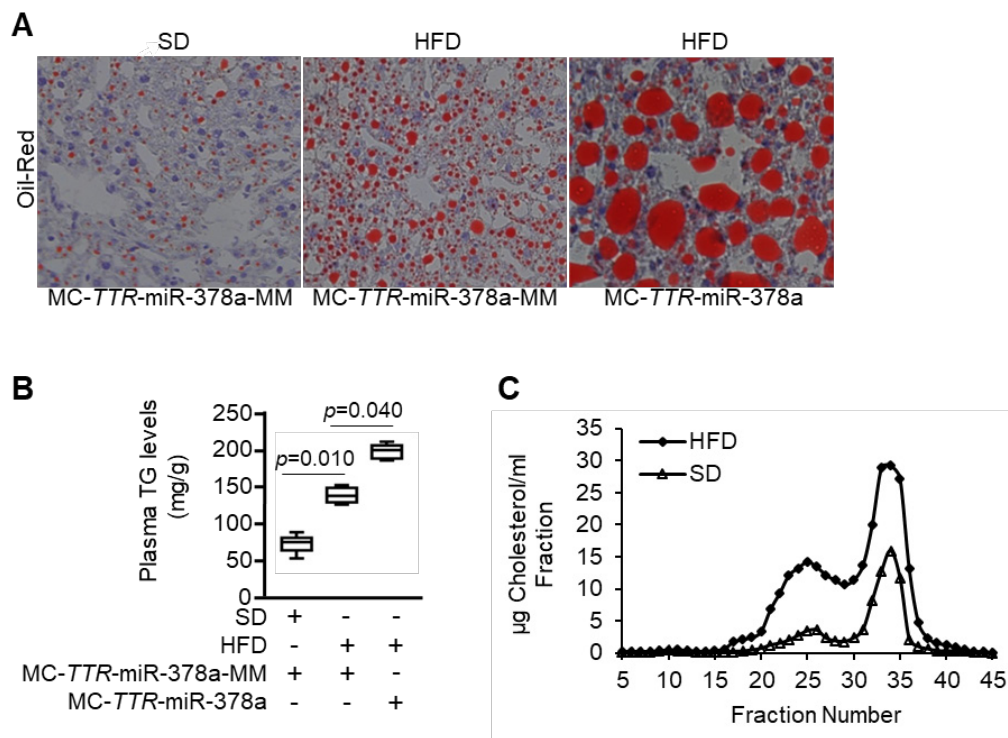 A
SD HFD HFD
Oil-Red
MC-TTR-miR-378a-MM MC-TTR-miR-378a-MM MC-TTR-miR-378a
B
Plasma TG levels
(mg/g)
250
200
150
100
50
0
p=0.010
p=0.040
SD + - -
HFD - + +
MC-TTR-miR-378a-MM + + -
MC-TTR-miR-378a - - +
C
µg Cholesterol/ml
Fraction
35
30
25
20
15
10
5
0
HFD
SD
5 10 15 20 25 30 35 40 45
Fraction Number